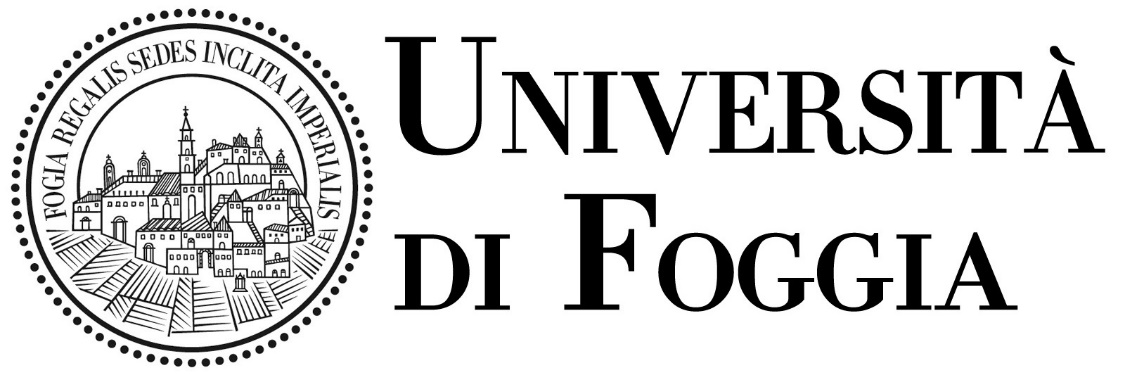 FOGIA REGALIS SEDES INCLITA IMPERIALIS
UNIVERSITÀ
DI FOGGIA